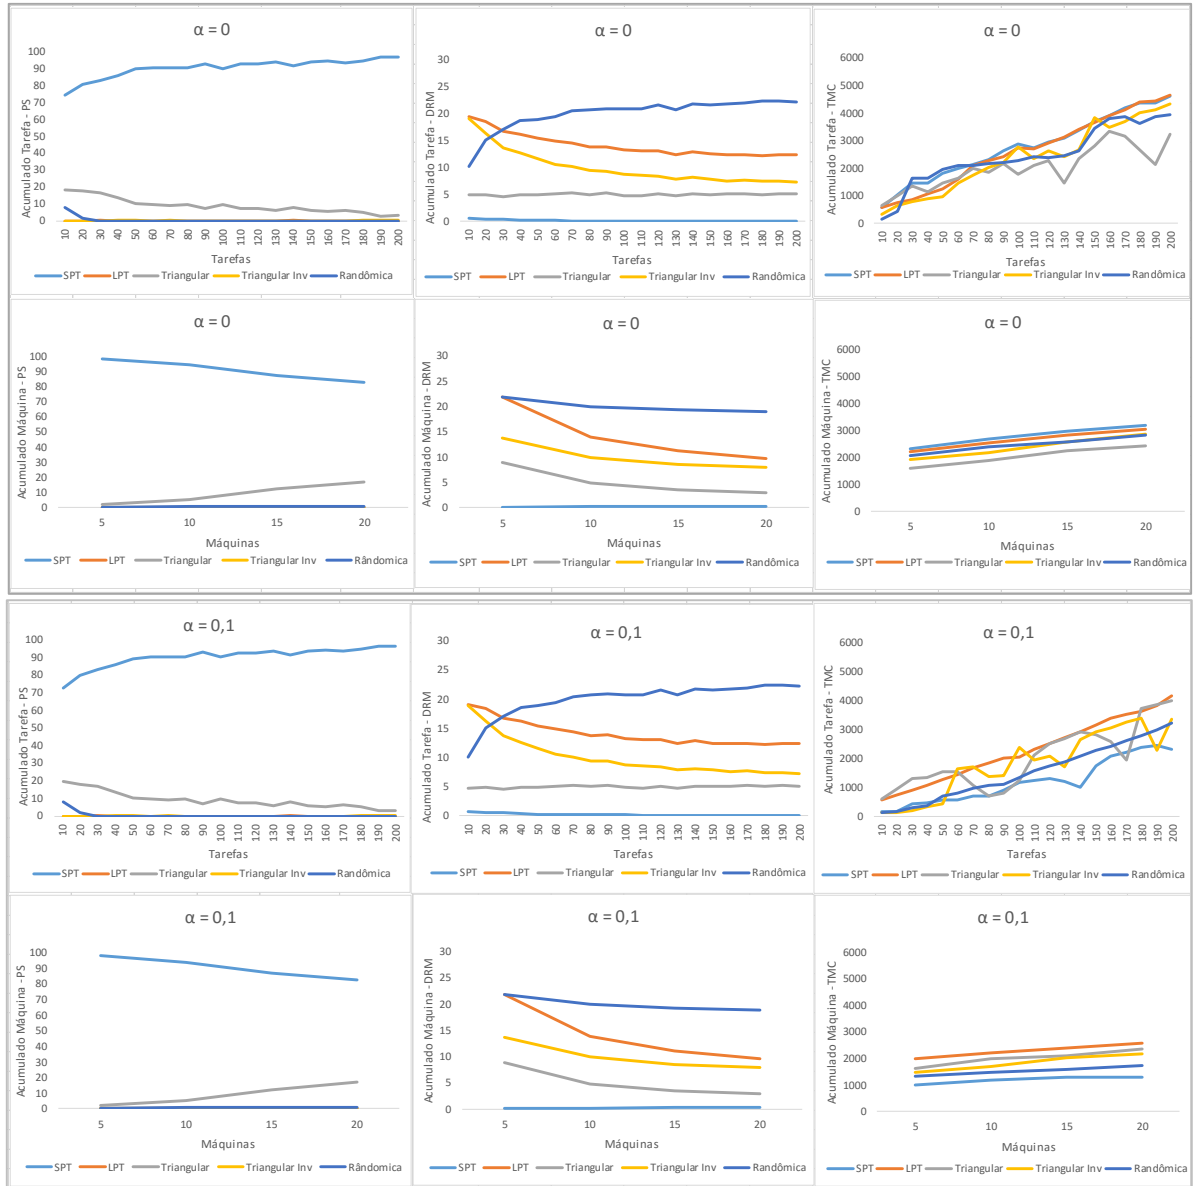 α = 0
Acumulado Tarefa - PS
100
90
80
70
60
50
40
30
20
10
0
10 20 30 40 50 60 70 80 90 100 110 120 130 140 150 160 170 180 190 200
Tarefas
SPT LPT Triangular Triangular Inv Randômica
α = 0
Acumulado Tarefa - DRM
30
25
20
15
10
5
0
10 20 30 40 50 60 70 80 90 100 110 120 130 140 150 160 170 180 190 200
Tarefas
SPT LPT Triangular Triangular Inv Randômica
α = 0
Acumulado Tarefa - TMC
6000
5000
4000
3000
2000
1000
0
10 20 30 40 50 60 70 80 90 100 110 120 130 140 150 160 170 180 190 200
Tarefas
SPT LPT Triangular Triangular Inv Randômica
α = 0
Acumulado Máquina - PS
100
90
80
70
60
50
40
30
20
10
0
5 10 15 20
Máquinas
SPT LPT Triangular Triangular Inv Rândômica
α = 0
Acumulado Máquina - DRM
30
25
20
15
10
5
0
5 10 15 20
Máquinas
SPT LPT Triangular Triangular Inv Randômica
α = 0
Acumulado Máquina - TMC
6000
5000
4000
3000
2000
1000
0
5 10 15 20
Máquinas
SPT LPT Triangular Triangular Inv Randômica
α = 0,1
Acumulado Tarefa - PS
100
90
80
70
60
50
40
30
20
10
0
10 20 30 40 50 60 70 80 90 100 110 120 130 140 150 160 170 180 190 200
Tarefas
SPT LPT Triangular Triangular Inv Randômica
α = 0,1
Acumulado Tarefa - DRM
30
25
20
15
10
5
0
10 20 30 40 50 60 70 80 90 100 110 120 130 140 150 160 170 180 190 200
Tarefas
SPT LPT Triangular Triangular Inv Randômica
α = 0,1
Acumulado Tarefa - TMC
6000
5000
4000
3000
2000
1000
0
10 20 30 40 50 60 70 80 90 100 110 120 130 140 150 160 170 180 190 200
Tarefas
SPT LPT Triangular Triangular Inv Randômica
α = 0,1
Acumulado Máquina - PS
100
90
80
70
60
50
40
30
20
10
0
5 10 15 20
Máquinas
SPT LPT Triangular Triangular Inv Rândômica
α = 0,1
Acumulado Máquina - DRM
30
25
20
15
10
5
0
5 10 15 20
Máquinas
SPT LPT Triangular Triangular Inv Randômica
α = 0,1
Acumulado Máquina - TMC
6000
5000
4000
3000
2000
1000
0
5 10 15 20
Máquinas
SPT LPT Triangular Triangular Inv Randômica